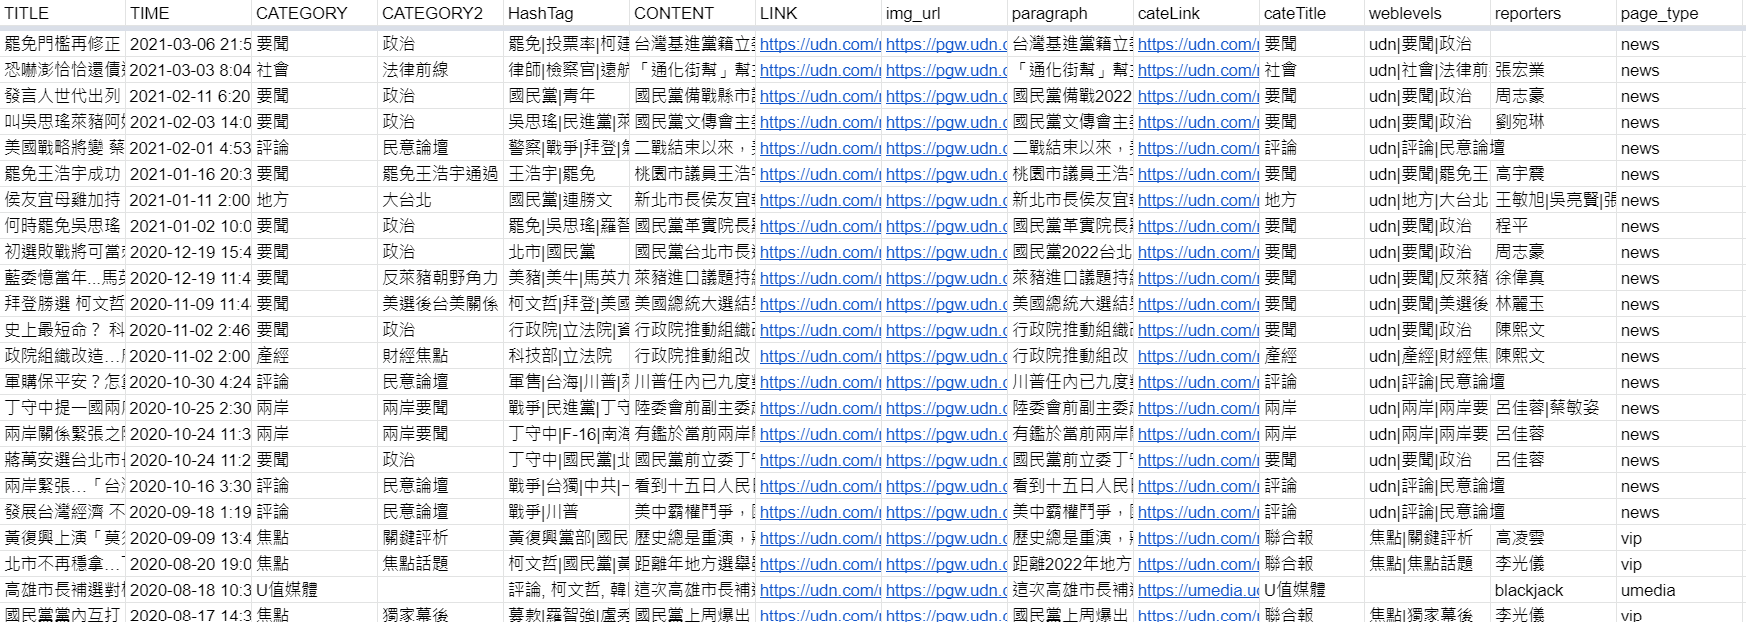 TITLE TIME CATEGORY CATEGORY2 HashTag CONTENT LINK img_url paragraph cateLink cateTitle weblevels reporters page_type
罷免門檻再修正 2021-03-06 21:5 要聞 政治 罷免|投票率|柯建 台灣基進黨籍立 https://udn.com/ https://pgw.udn.c 台灣基進黨籍立 https://udn.com/ 要聞 udn|要聞|政治 news
恐嚇澎恰恰還債 2021-03-03 8:04 社會 法律前線 律師|檢察官|遠航 「通化街幫」幫 https://udn.com/ https://pgw.udn.c 「通化街幫」幫 https://udn.com/ 社會 udn|社會|法律前 張宏業 news
發言人世代出列 2021-02-11 6:20 要聞 政治 國民黨|青年 國民黨備戰縣市 https://udn.com/ https://pgw.udn.c 國民黨備戰2022 https://udn.com/ 要聞 udn|要聞|政治 周志豪 news
叫吳思瑤萊豬阿 2021-02-03 14:0 要聞 政治 吳思瑤|民進黨|萊 國民黨文傳會主 https://udn.com/ https://pgw.udn.c 國民黨文傳會主 https://udn.com/ 要聞 udn|要聞|政治 劉宛琳 news
美國戰略將變 蔡 2021-02-01 4:53 評論 民意論壇 警察|戰爭|拜登| 二戰結束以來, https://udn.com/ https://pgw.udn.c 二戰結束以來, https://udn.com/ 評論 udn|評論|民意論壇 news
罷免王浩宇成功 2021-01-16 20:3 要聞 罷免王浩宇通過 王浩宇|罷免 桃園市議員王浩 https://udn.com/ https://pgw.udn.c 桃園市議員王浩 https://udn.com/ 要聞 udn|要聞|罷免王 高宇震 news
侯友宜母雞加持 2021-01-11 2:00 地方 大台北 國民黨|連勝文 新北市長侯友宜 https://udn.com/ https://pgw.udn.c 新北市長侯友宜 https://udn.com/ 地方 udn|地方|大台北 王敏旭|吳亮賢|張 news
何時罷免吳思瑤 2021-01-02 10:0 要聞 政治 罷免|吳思瑤|羅智 國民黨革實院長 https://udn.com/ https://pgw.udn.c 國民黨革實院長 https://udn.com/ 要聞 udn|要聞|政治 程平 news
初選敗戰將可當 2020-12-19 15:4 要聞 政治 北市|國民黨 國民黨台北市長 https://udn.com/ https://pgw.udn.c 國民黨2022台北 https://udn.com/ 要聞 udn|要聞|政治 周志豪 news
藍委憶當年...馬英 2020-12-19 11:4 要聞 反萊豬朝野角力 美豬|美牛|馬英九 萊豬進口議題持 https://udn.com/ https://pgw.udn.c 萊豬進口議題持 https://udn.com/ 要聞 udn|要聞|反萊豬 徐偉真 news
拜登勝選 柯文哲 2020-11-09 11:4 要聞 美選後台美關係 柯文哲|拜登|美國 美國總統大選結 https://udn.com/ https://pgw.udn.c 美國總統大選結 https://udn.com/ 要聞 udn|要聞|美選後 林麗玉 news
史上最短命? 科 2020-11-02 2:46 要聞 政治 行政院|立法院|資 行政院推動組織 https://udn.com/ https://pgw.udn.c 行政院推動組織 https://udn.com/ 要聞 udn|要聞|政治 陳熙文 news
政院組織改造... 2020-11-02 2:00 產經 財經焦點 科技部|立法院 行政院推動組改 https://udn.com/ https://pgw.udn.c 行政院推動組改 https://udn.com/ 產經 udn|產經|財經焦 陳熙文 news
軍購保平安?怎 2020-10-30 4:24 評論 民意論壇 軍售|台海|川普|萊 川普任內已九度 https://udn.com/ https://pgw.udn.c 川普任內已九度 https://udn.com/ 評論 udn|評論|民意論壇 news
丁守中提一國兩 2020-10-25 2:30 兩岸 兩岸要聞 戰爭|民進黨|丁守 陸委會前副主委 https://udn.com/ https://pgw.udn.c 陸委會前副主委 https://udn.com/ 兩岸 udn|兩岸|兩岸要 呂佳蓉|蔡敏姿 news
兩岸關係緊張之 2020-10-24 11:3 兩岸 兩岸要聞 丁守中|F-16|南海 有鑑於當前兩岸 https://udn.com/ https://pgw.udn.c 有鑑於當前兩岸 https://udn.com/ 兩岸 udn|兩岸|兩岸要 呂佳蓉 news
蔣萬安選台北市 2020-10-24 11:2 要聞 政治 丁守中|國民黨|北 國民黨前立委丁 https://udn.com/ https://pgw.udn.c 國民黨前立委丁 https://udn.com/ 要聞 udn|要聞|政治 呂佳蓉 news
兩岸緊張...「台 2020-10-16 3:30 評論 民意論壇 戰爭|台獨|中共| 看到十五日人民 https://udn.com/ https://pgw.udn.c 看到十五日人民 https://udn.com/ 評論 udn|評論|民意論壇 news
發展台灣經濟 不 2020-09-18 1:19 評論 民意論壇 戰爭|川普 美中霸權鬥爭, https://udn.com/ https://pgw.udn.c 美中霸權鬥爭, https://udn.com/ 評論 udn|評論|民意論壇 news
黃復興上演「莫 2020-09-09 13:4 焦點 關鍵評析 黃復興黨部|國民 歷史總是重演, https://udn.com/ https://pgw.udn.c 歷史總是重演, https://udn.com/ 聯合報 焦點|關鍵評析 高凌雲 vip
北市不再穩拿... 2020-08-20 19:0 焦點 焦點話題 柯文哲|國民黨|黃 距離年地方選舉 https://udn.com/ https://pgw.udn.c 距離2022年地方 https://udn.com/ 聯合報 焦點|焦點話題 李光儀 vip
高雄市長補選對 2020-08-18 10:3 U值媒體 評論, 柯文哲, 韓 這次高雄市長補 https://udn.com/ https://pgw.udn.c 這次高雄市長補 https://umedia.u U值媒體 blackjack umedia
國民黨黨內互打 2020-08-17 14:3 焦點 獨家幕後 募款|羅智強|盧秀 國民黨上周爆出 https://udn.com/ https://pgw.udn.c 國民黨上周爆出 https://udn.com/ 聯合報 焦點|獨家幕後 李光儀 vip